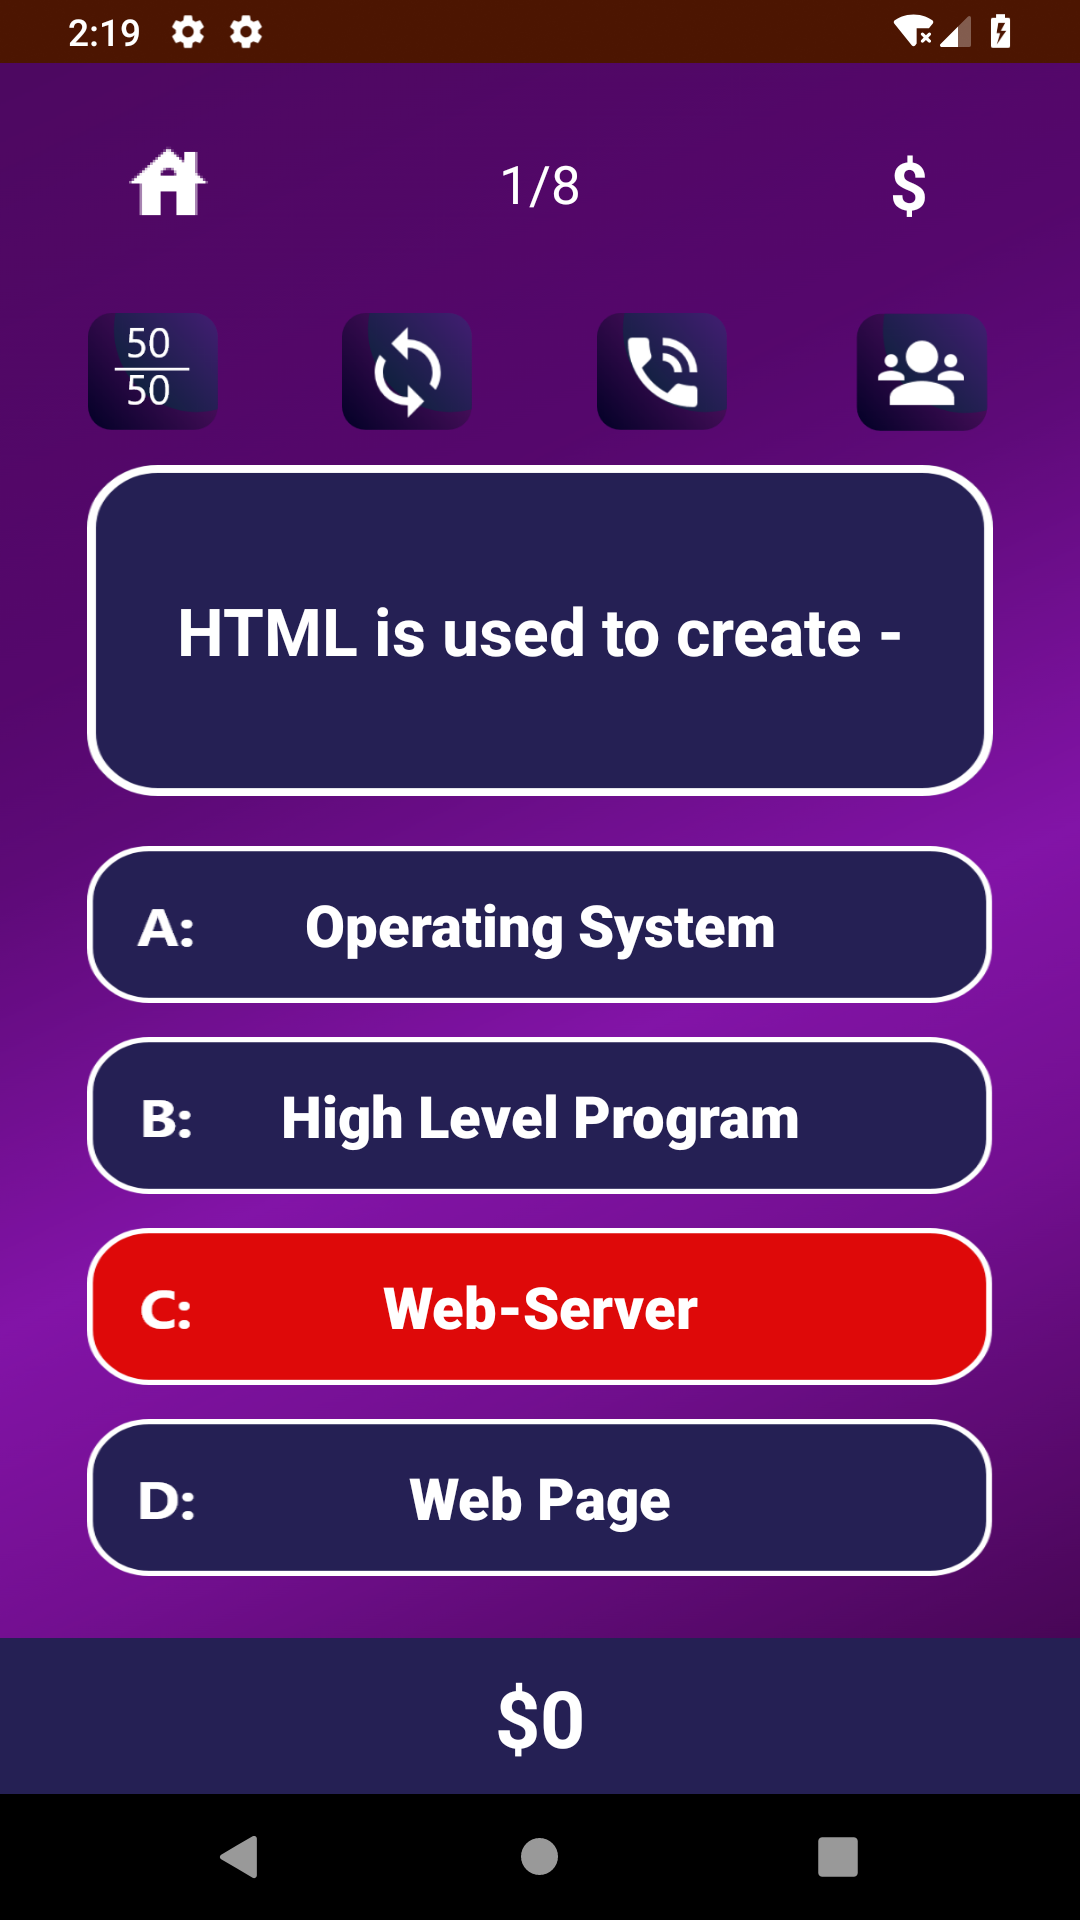 2:19
1/8
$
50
50
HTML is used to create -
A: Operating System
B: High Level Program
C: Web-Server
D: Web Page
$0